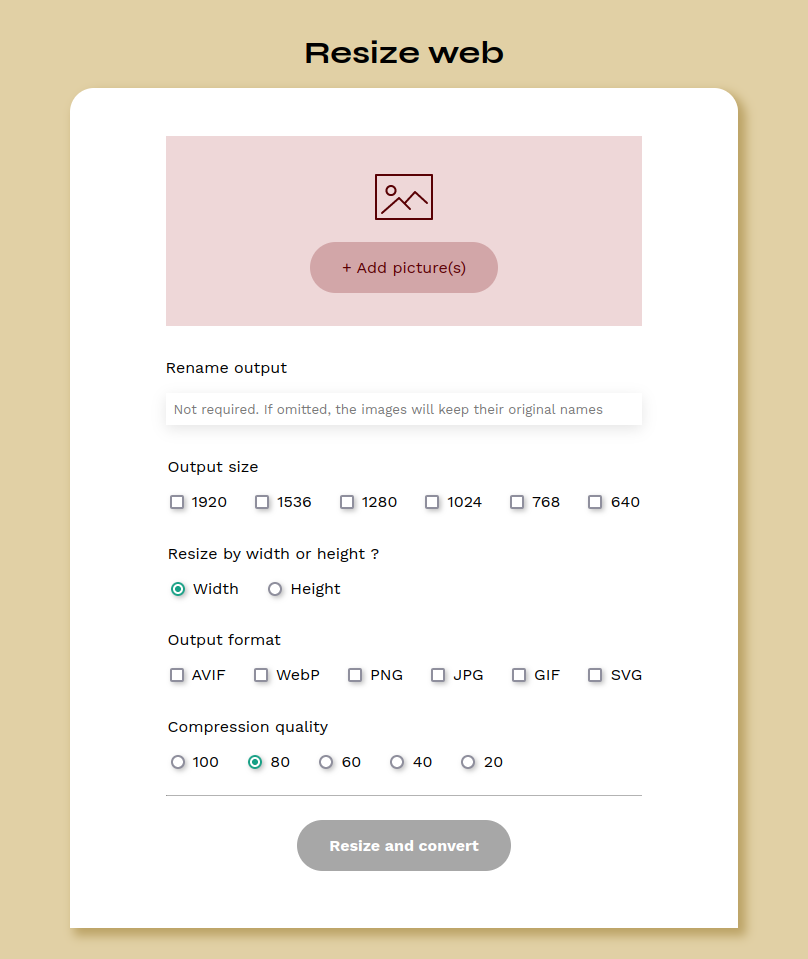 Resize web
+ Add picture(s)
Rename output
Not required. If omitted, the images will keep their original names
Output size
1920 1536 1280 1024 768 640
Resize by width or height ?
Width Height
Output format
AVIF WebP PNG JPG GIF SVG
Compression quality
100 80 60 40 20
Resize and convert